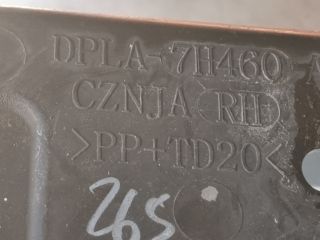 DPLA-7H460-A
CZNJA RH
>PP+TD20<
265